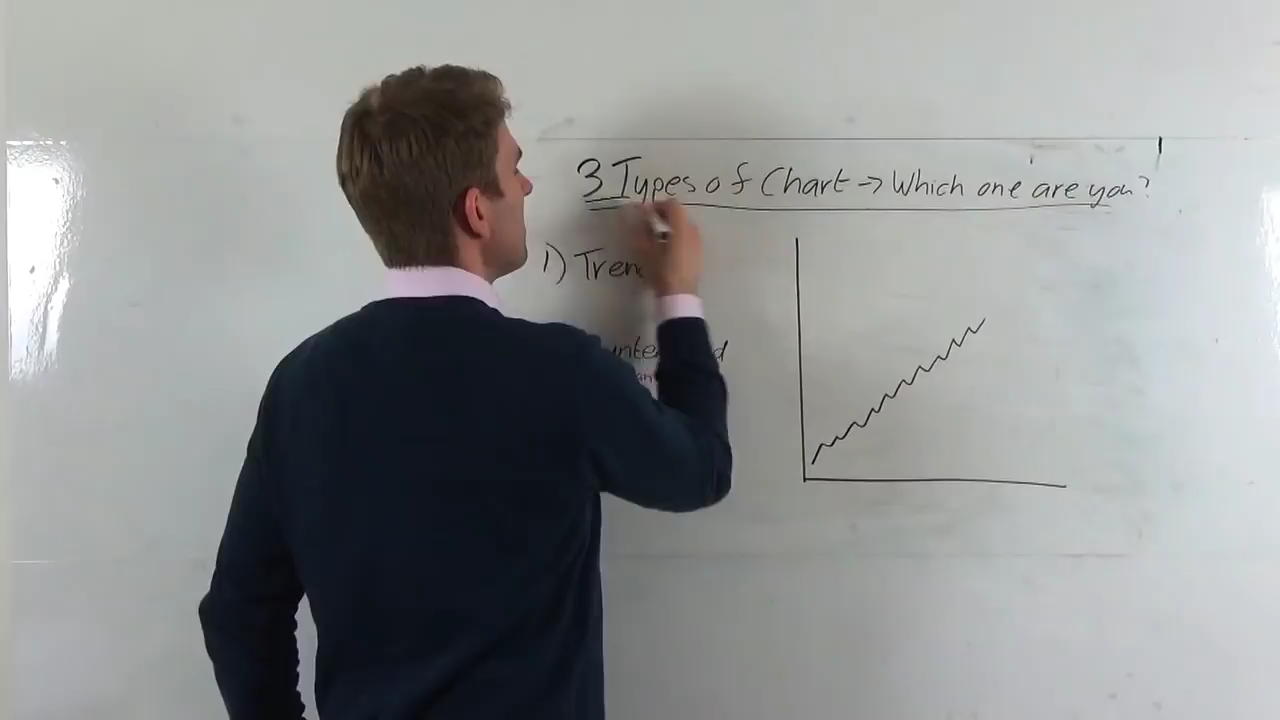 3 Types of Chart → Which one are you?
1) Tren